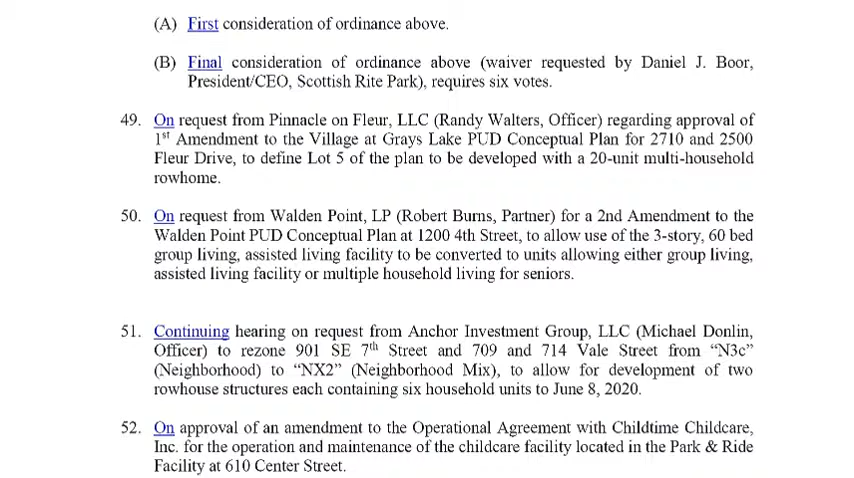 (A) First consideration of ordinance above.
(B) Final consideration of ordinance above (waiver requested by Daniel J. Boor,
President/CEO, Scottish Rite Park), requires six votes.
49. On request from Pinnacle on Fleur, LLC (Randy Walters, Officer) regarding approval of
1st Amendment to the Village at Grays Lake PUD Conceptual Plan for 2710 and 2500
Fleur Drive, to define Lot 5 of the plan to be developed with a 20-unit multi-household
rowhome.
50. On request from Walden Point, LP (Robert Burns, Partner) for a 2nd Amendment to the
Walden Point PUD Conceptual Plan at 1200 4th Street, to allow use of the 3-story, 60 bed
group living, assisted living facility to be converted to units allowing either group living,
assisted living facility or multiple household living for seniors.
51. Continuing hearing on request from Anchor Investment Group, LLC (Michael Donlin,
Officer) to rezone 901 SE 7th Street and 709 and 714 Vale Street from “N3c”
(Neighborhood) to “NX2” (Neighborhood Mix), to allow for development of two
rowhouse structures each containing six household units to June 8, 2020.
52. On approval of an amendment to the Operational Agreement with Childtime Childcare,
Inc. for the operation and maintenance of the childcare facility located in the Park & Ride
Facility at 610 Center Street.